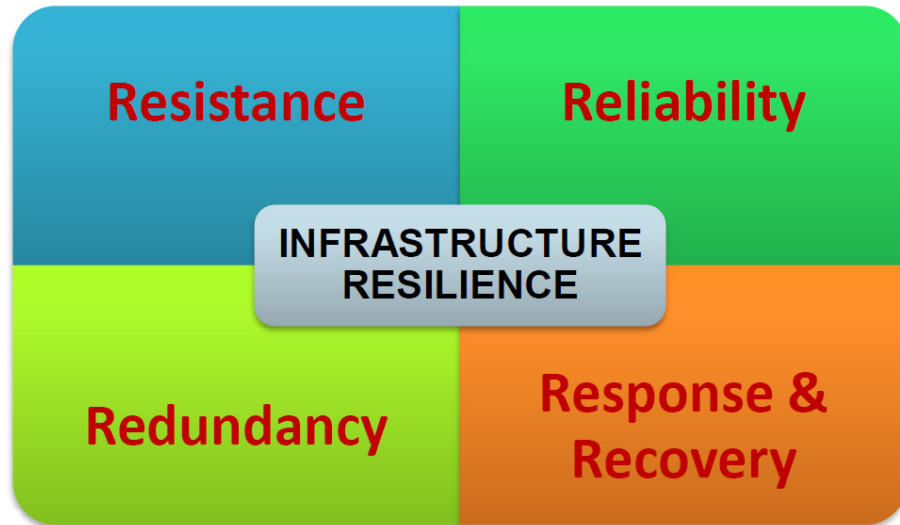 Resistance
Reliability
INFRASTRUCTURE
RESILIENCE
Redundancy
Response &
Recovery